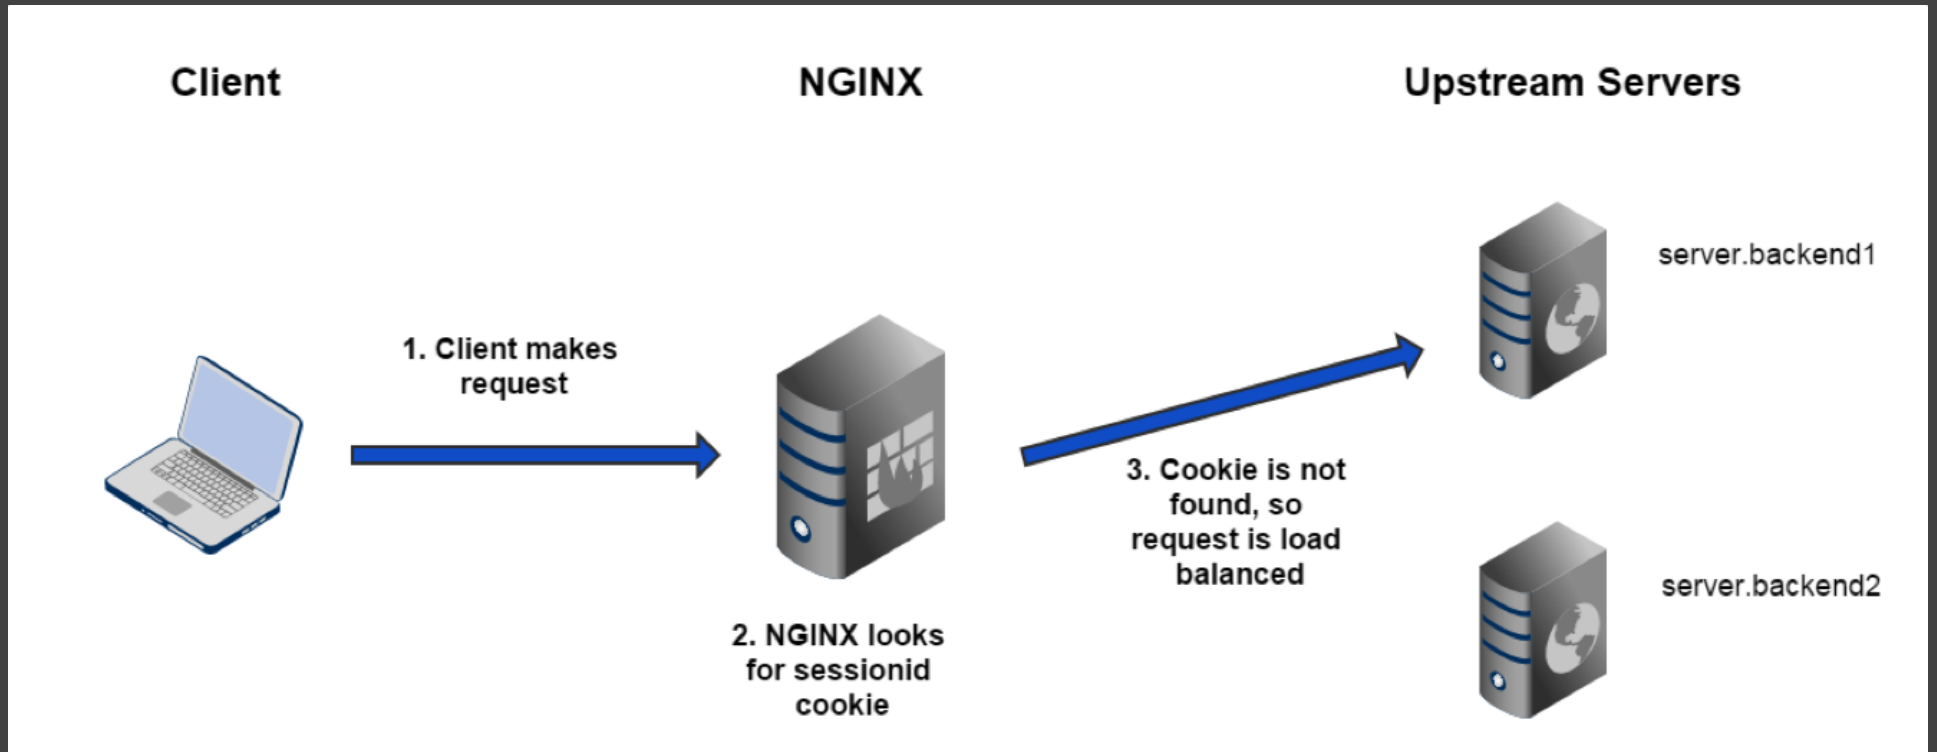 Client
NGINX
Upstream Servers
1. Client makes
request
2. NGINX looks
for sessionid
cookie
3. Cookie is not
found, so
request is load
balanced
server.backend1
server.backend2